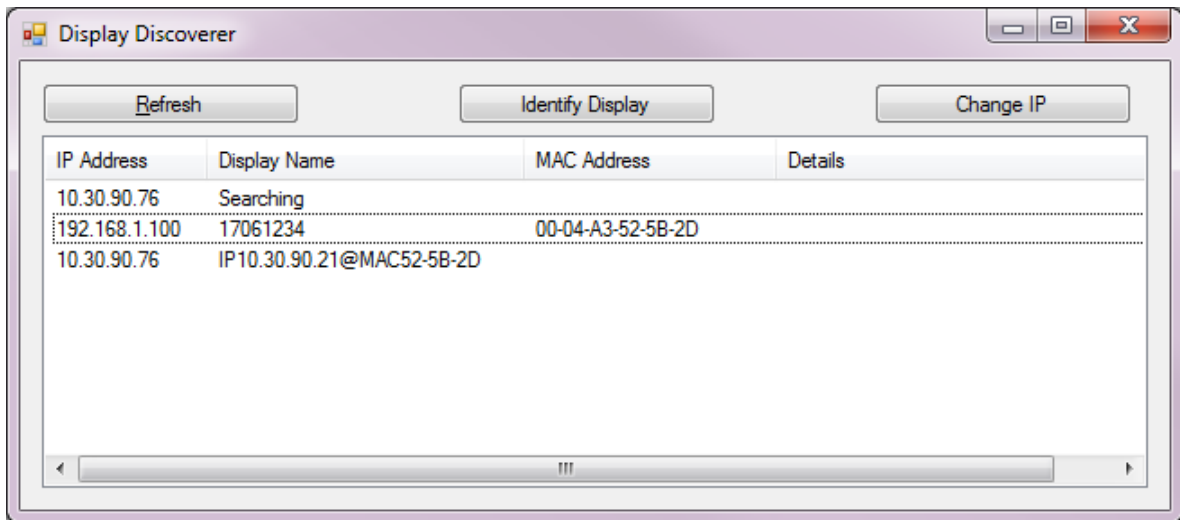 Display Discoverer
Refresh Identify Display Change IP
IP Address Display Name MAC Address Details
10.30.90.76 Searching
192.168.1.100 17061234 00-04-A3-52-5B-2D
10.30.90.76 IP10.30.90.21@MAC52-5B-2D